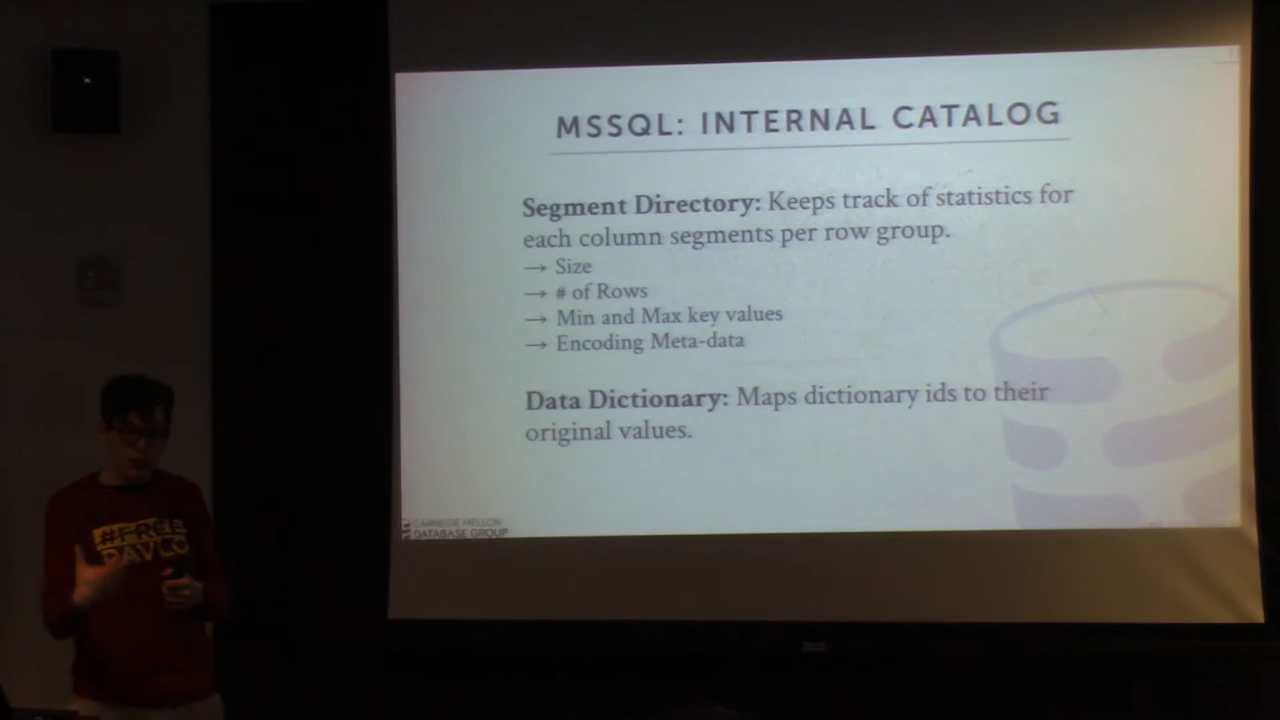 MSSQL: INTERNAL CATALOG
Segment Directory: Keeps track of statistics for
each column segments per row group.
→ Size
→ # of Rows
→ Min and Max key values
→ Encoding Meta-data
Data Dictionary: Maps dictionary ids to their
original values.
CARNEGIE MELLON
DATABASE GROUP
#FREE
DAVLO